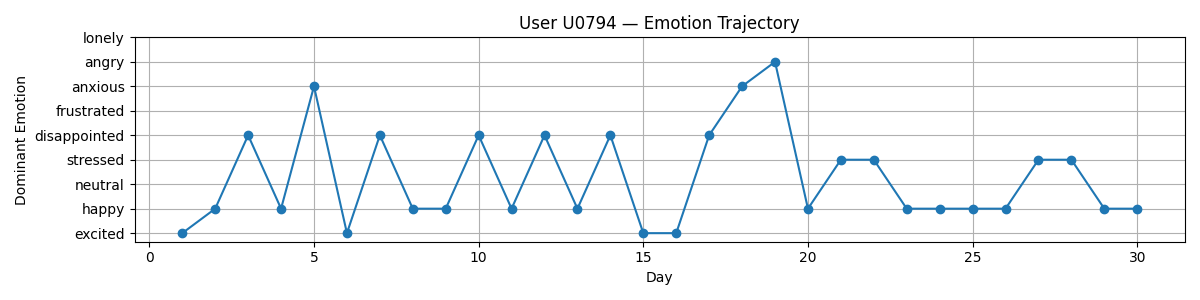 User U0794 — Emotion Trajectory
Dominant Emotion
lonely
angry
anxious
frustrated
disappointed
stressed
neutral
happy
excited
0 5 10 15 20 25 30
Day